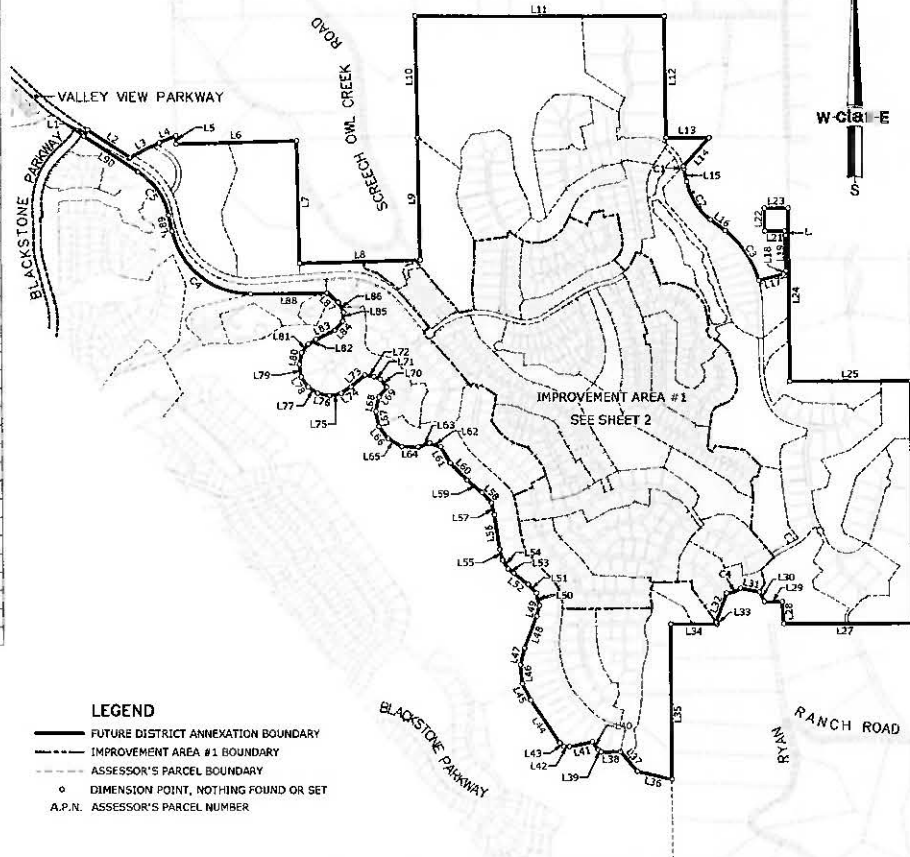 L11
SCREECH OWL CREEK ROAD
L10
L12
VALLEY VIEW PARKWAY
W cta E
S
L1
L2
L3
L4
L5
L6
L13
L14
BLACKSTONE PARKWAY
L90
L15
L7
L9
L89
L16
L22
L23
L21
L
L18
L19
L17
L8
C4
L24
L88
L87
L86
L85
L84
L83
L82
L81
L80
L79
L78
L77
L76
L75
L74
L73
L72
L71
L70
L69
L68
L67
L66
L65
L64
L63
L62
L61
L60
L59
L58
L57
L25
IMPROVEMENT AREA #1
SEE SHEET 2
L56
L55
L54
L53
L52
L51
L50
L49
L48
L47
L46
L45
L44
L43
L42
L41
L40
L39
L38
L37
L36
L35
L34
L33
L32
L31
L30
L29
L28
L27
BLACKSTONE PARKWAY
RYAN RANCH ROAD
LEGEND
FUTURE DISTRICT ANNEXATION BOUNDARY
IMPROVEMENT AREA #1 BOUNDARY
ASSESSOR'S PARCEL BOUNDARY
DIMENSION POINT, NOTHING FOUND OR SET
A.P.N. ASSESSOR'S PARCEL NUMBER